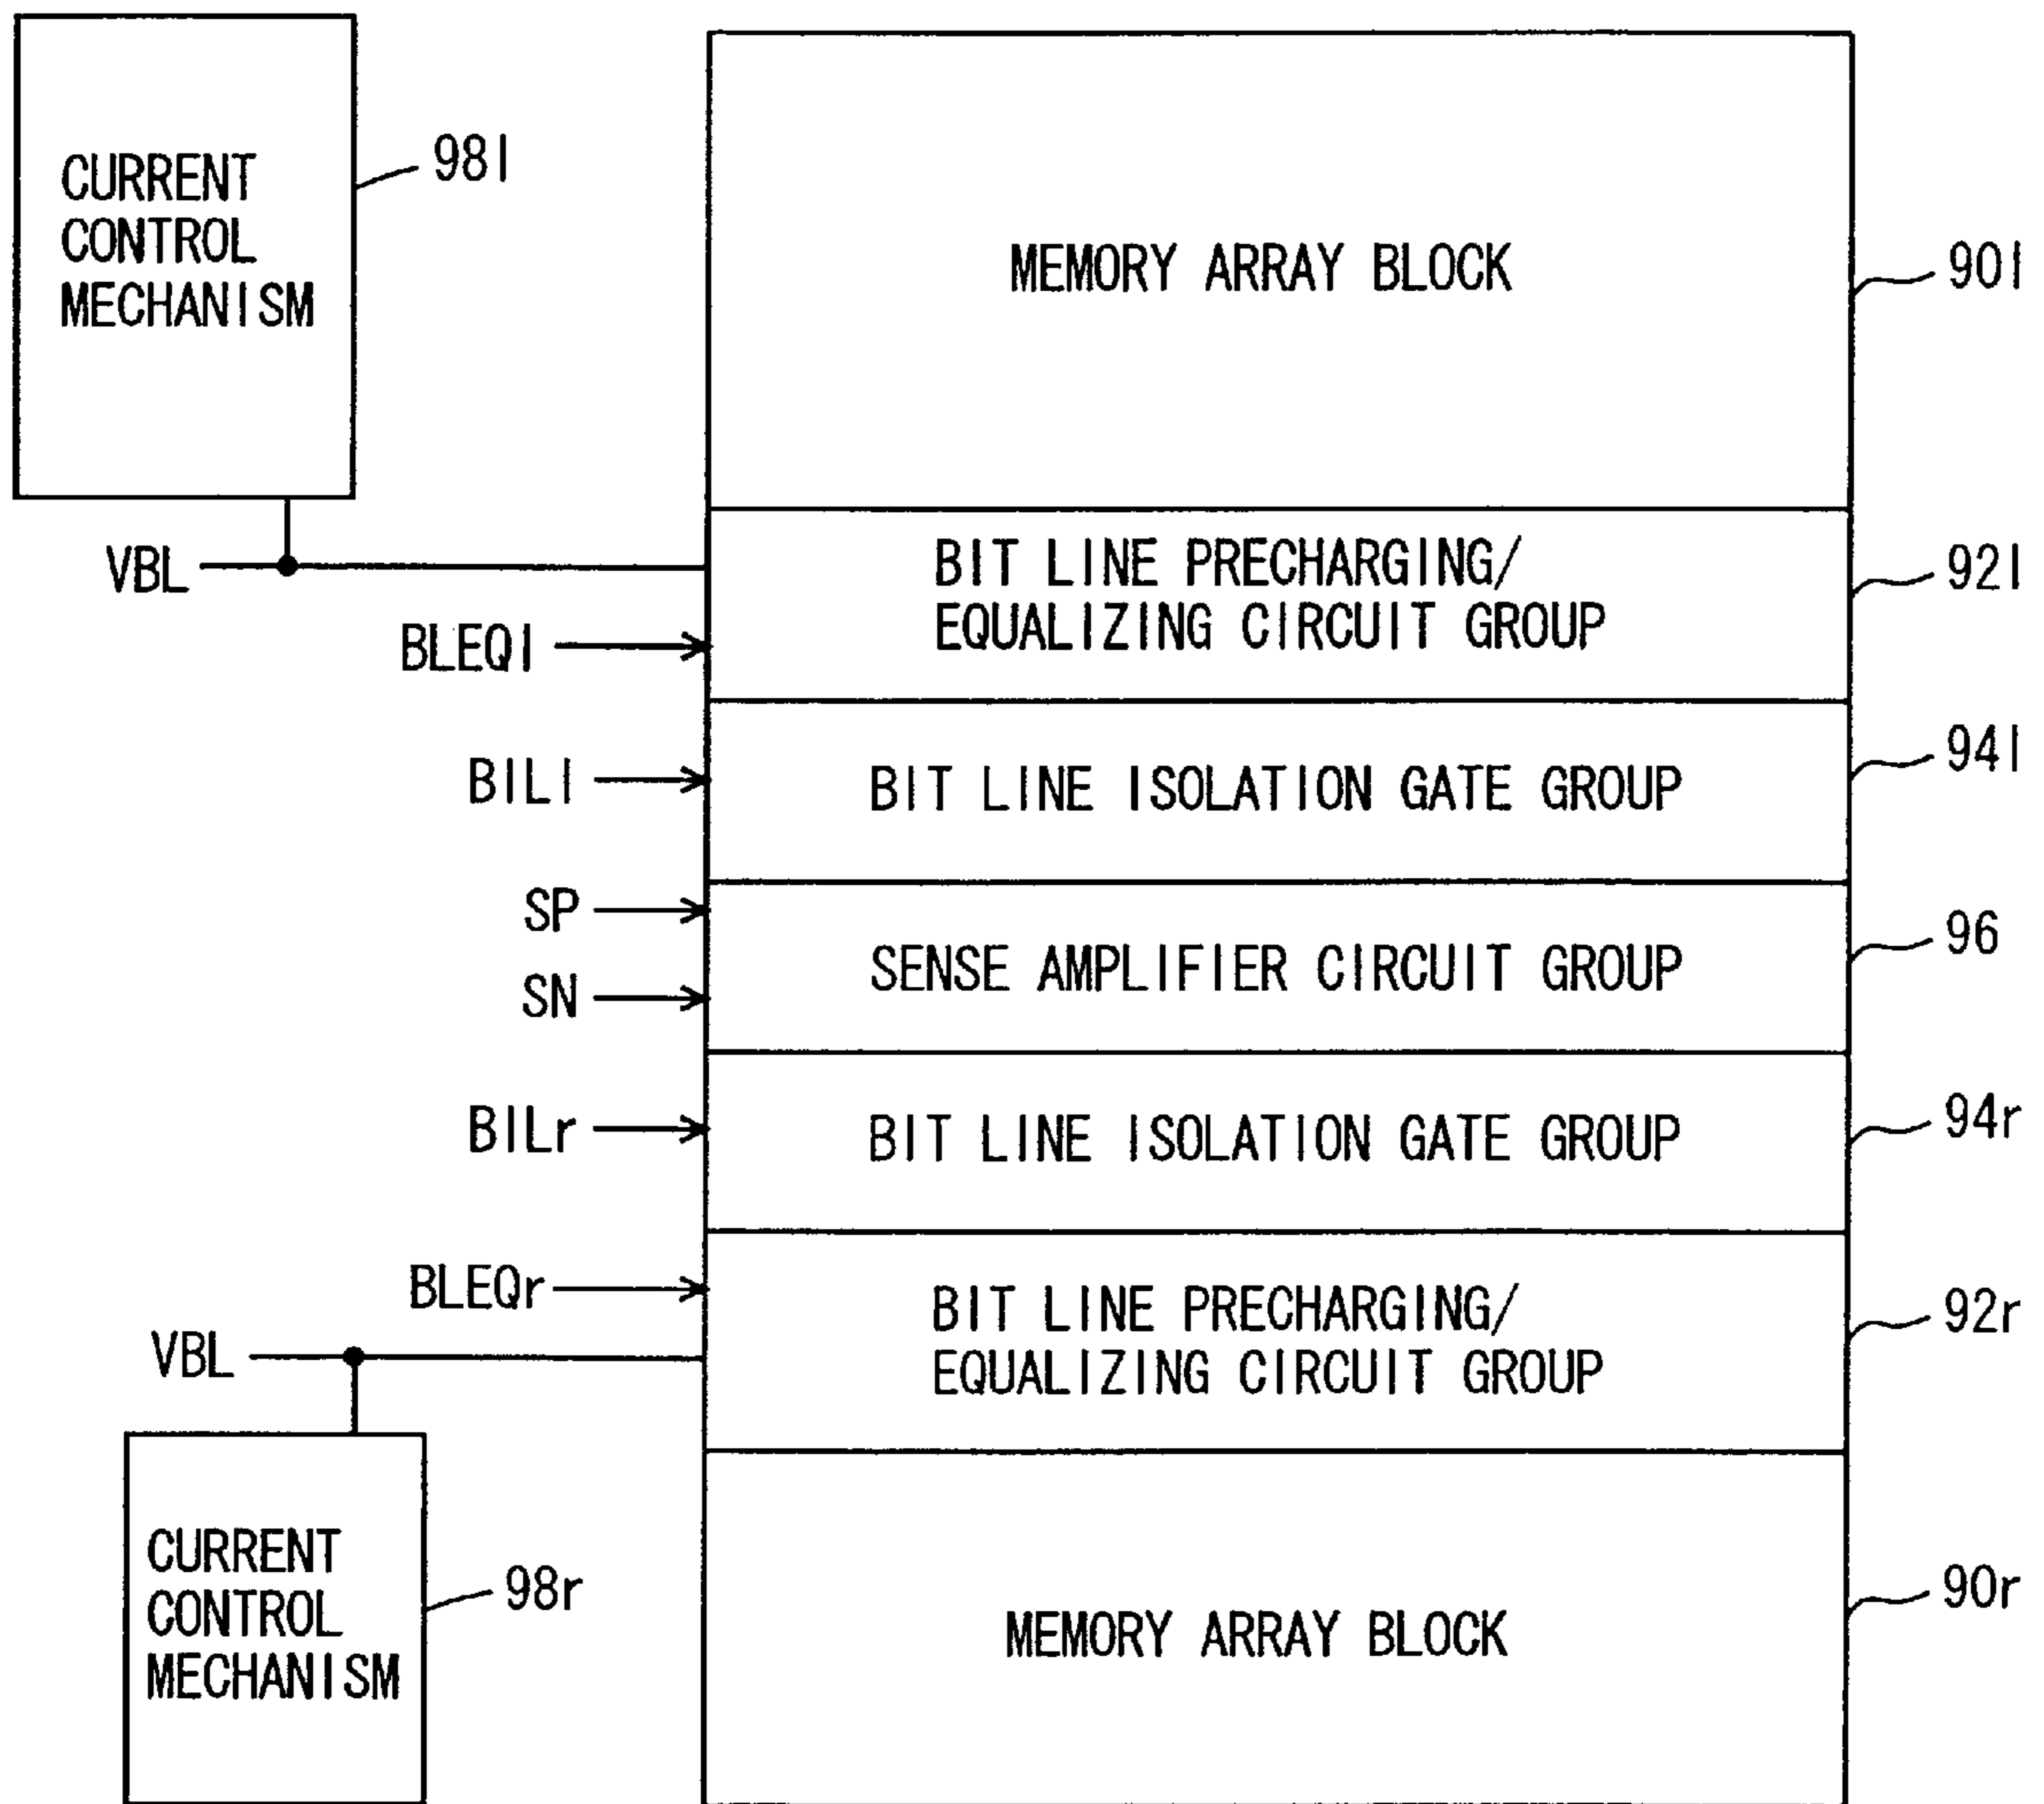 CURRENT
CONTROL
MECHANISM
98l
MEMORY ARRAY BLOCK
90l
VBL
BIT LINE PRECHARGING/
EQUALIZING CIRCUIT GROUP
92l
BLEQl
BILl
BIT LINE ISOLATION GATE GROUP
94l
SP
SENSE AMPLIFIER CIRCUIT GROUP
96
SN
BILr
BIT LINE ISOLATION GATE GROUP
94r
BLEQr
BIT LINE PRECHARGING/
EQUALIZING CIRCUIT GROUP
92r
VBL
CURRENT
CONTROL
MECHANISM
98r
MEMORY ARRAY BLOCK
90r